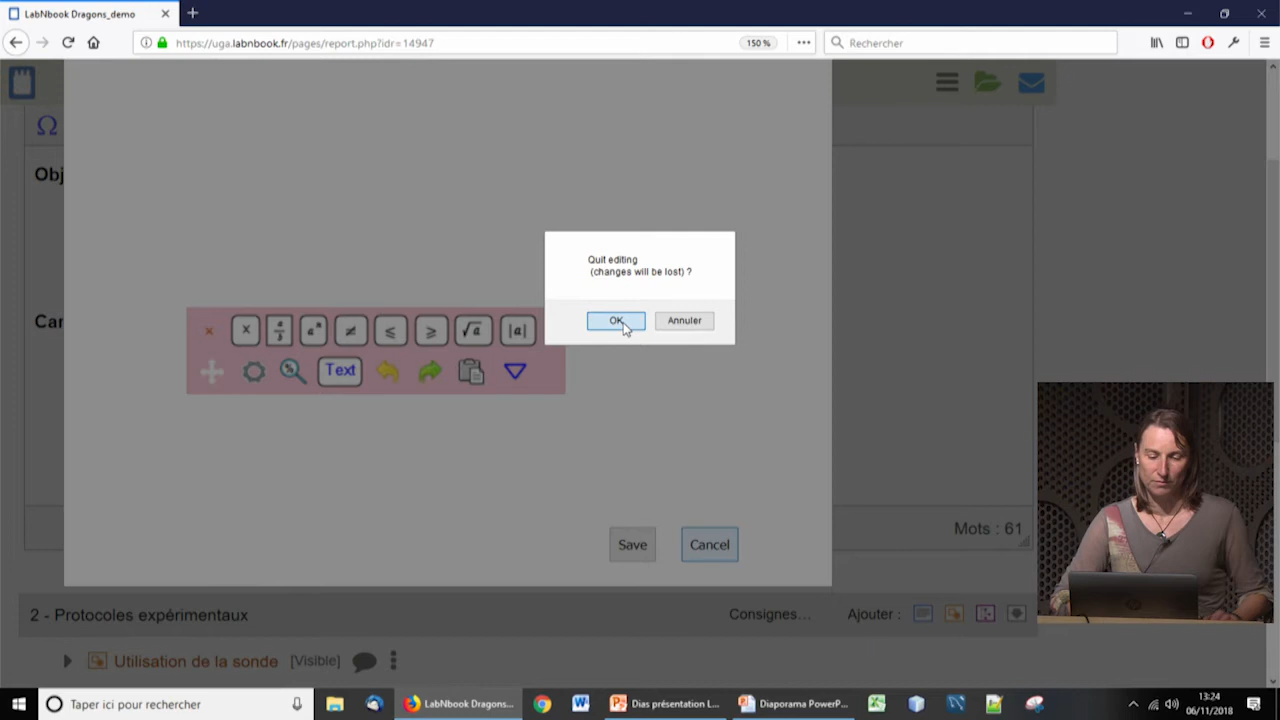 LabNbook Dragons_demo
https://uga.labnbook.fr/pages/report.php?idr=14947
150 %
Rechercher
Ω
Obj
Quit editing
(changes will be lost) ?
OK
Annuler
Car
x
a
b
aⁿ
≠
≤
≥
√a
|a|
Text
Mots : 61
Save
Cancel
2 - Protocoles expérimentaux
Consignes...
Ajouter :
Utilisation de la sonde
[Visible]
Taper ici pour rechercher
LabNbook Dragons...
Dias présentation L...
Diaporama PowerP...
13:24
06/11/2018